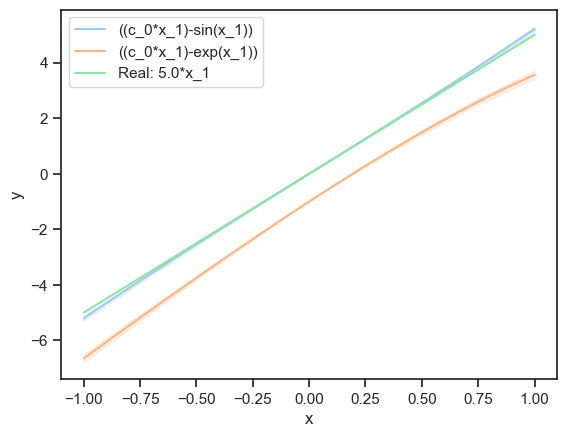 ((c_0*x_1)-sin(x_1))
((c_0*x_1)-exp(x_1))
Real: 5.0*x_1
4
2
0
−2
−4
−6
y
−1.00 −0.75 −0.50 −0.25 0.00 0.25 0.50 0.75 1.00
x